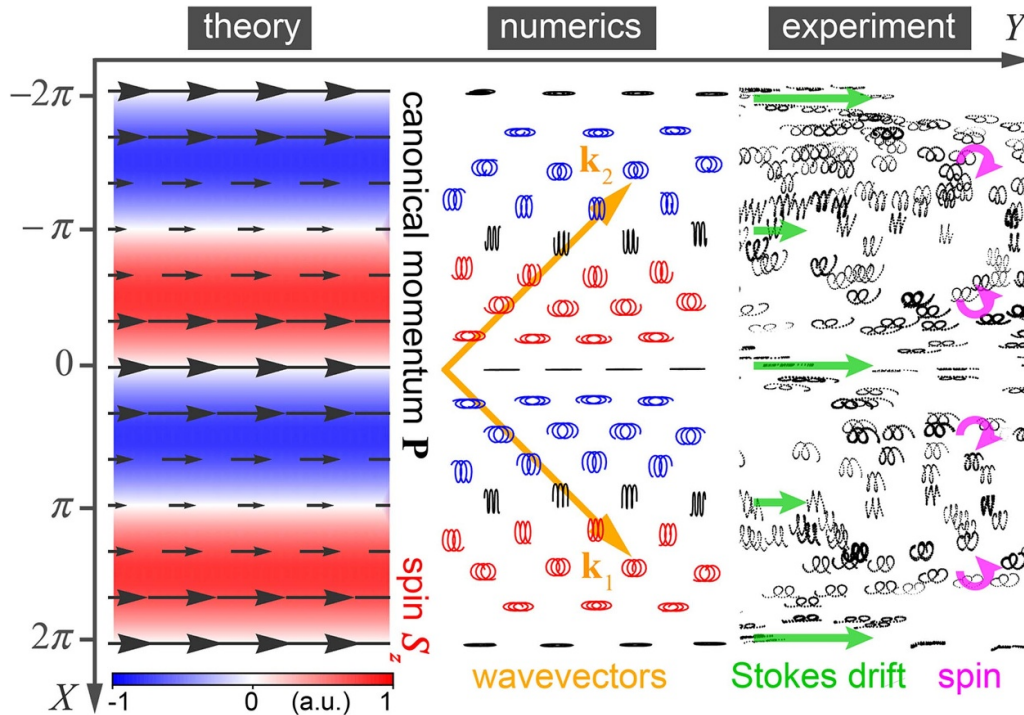 theory
numerics
experiment
Y
−2π
−π
0
π
2π
X
canonical momentum P
spin Sz
k2
k1
-1
0
(a.u.)
1
wavevectors
Stokes drift
spin